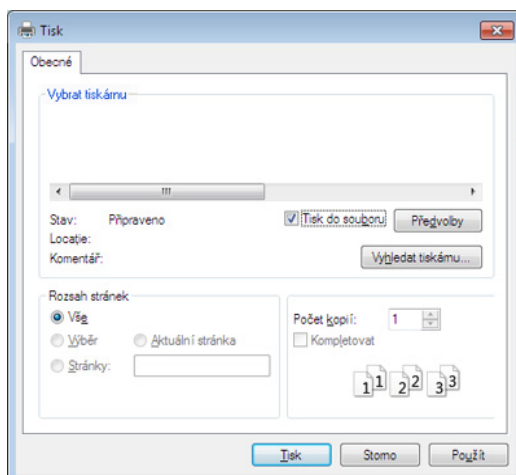 Tisk
Obecné
Vybrat tiskárnu
Stav: Připraveno
Tisk do souboru
Předvolby
Locatie:
Komentář:
Vyhledat tiskárnu...
Rozsah stránek
Vše
Výběr
Aktuální stránka
Stránky:
Počet kopií: 1
Kompletovat
1 1 2 2 3 3
Tisk
Storno
Použít